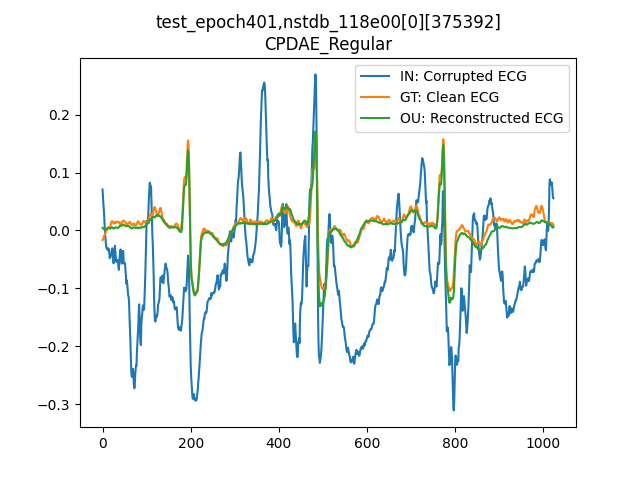 test_epoch401,nstdb_118e00[0][375392]
CPDAE_Regular
IN: Corrupted ECG
GT: Clean ECG
OU: Reconstructed ECG
0.2
0.1
0.0
−0.1
−0.2
−0.3
0 200 400 600 800 1000